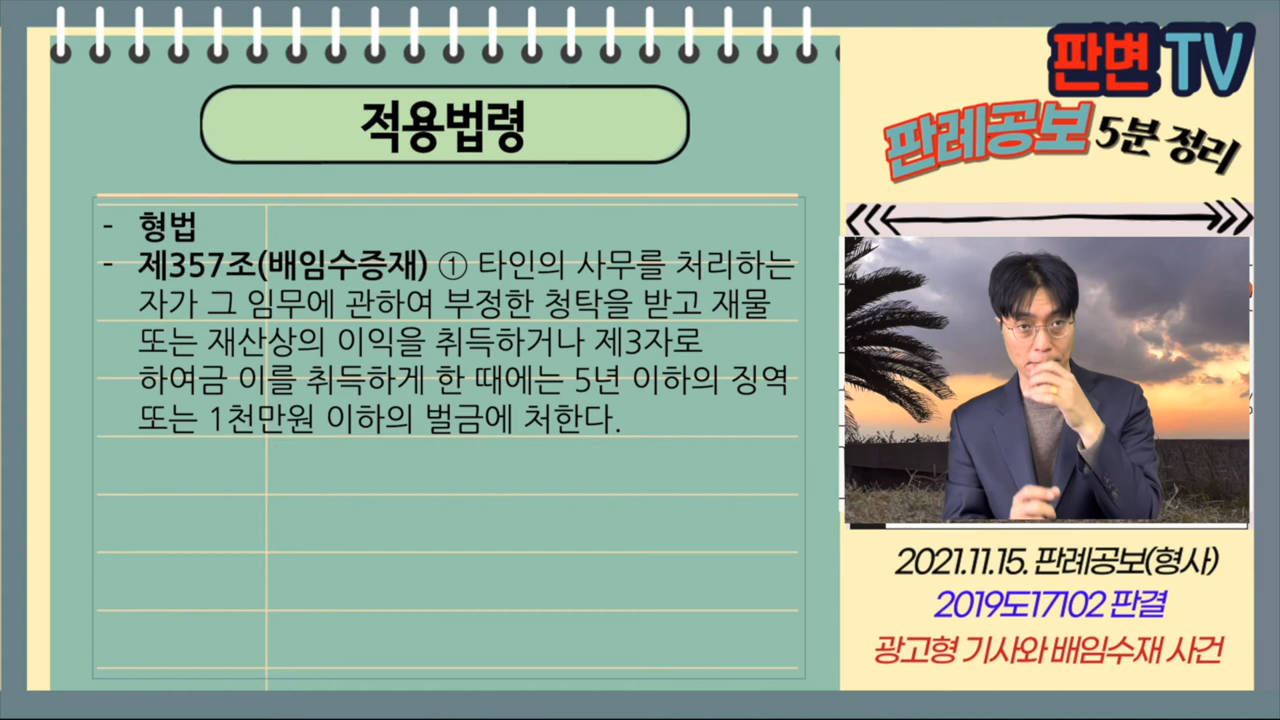 판변 TV
판례공보 5분 정리
적용법령
- 형법
- 제357조(배임수증재) ① 타인의 사무를 처리하는
자가 그 임무에 관하여 부정한 청탁을 받고 재물
또는 재산상의 이익을 취득하거나 제3자로
하여금 이를 취득하게 한 때에는 5년 이하의 징역
또는 1천만원 이하의 벌금에 처한다.
2021.11.15. 판례공보(형사)
2019도17102 판결
광고형 기사와 배임수재 사건